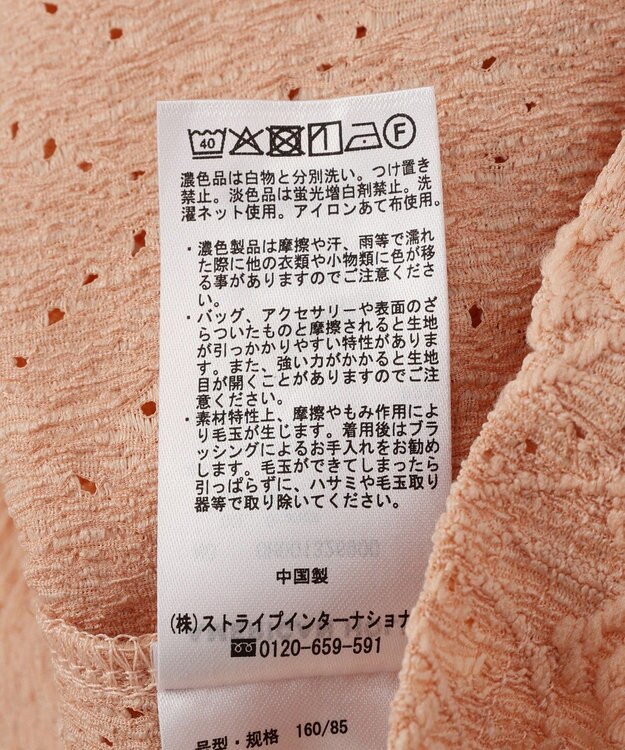 40 F
濃色品は白物と分別洗い。つけ置き
禁止。淡色品は蛍光増白剤禁止。洗
濯ネット使用。アイロンあて布使用。
・濃色製品は摩擦や汗、雨等で濡れ
た際に他の衣類や小物類に色が移
る事がありますのでご注意くださ
い。
・バッグ、アクセサリーや表面のざ
らついたものと摩擦されると生地
が引っかかりやすい特性がありま
す。また、強い力がかかると生地
目が開くことがありますのでご注
意ください。
・素材特性上、摩擦やもみ作用によ
り毛玉が生じます。着用後はブラ
ッシングによるお手入れをお勧め
します。毛玉ができてしまったら
引っぱらずに、ハサミや毛玉取り
器等で取り除いてください。
中国製
(株)ストライプインターナショナ
0120-659-591
号型・规格 160/85